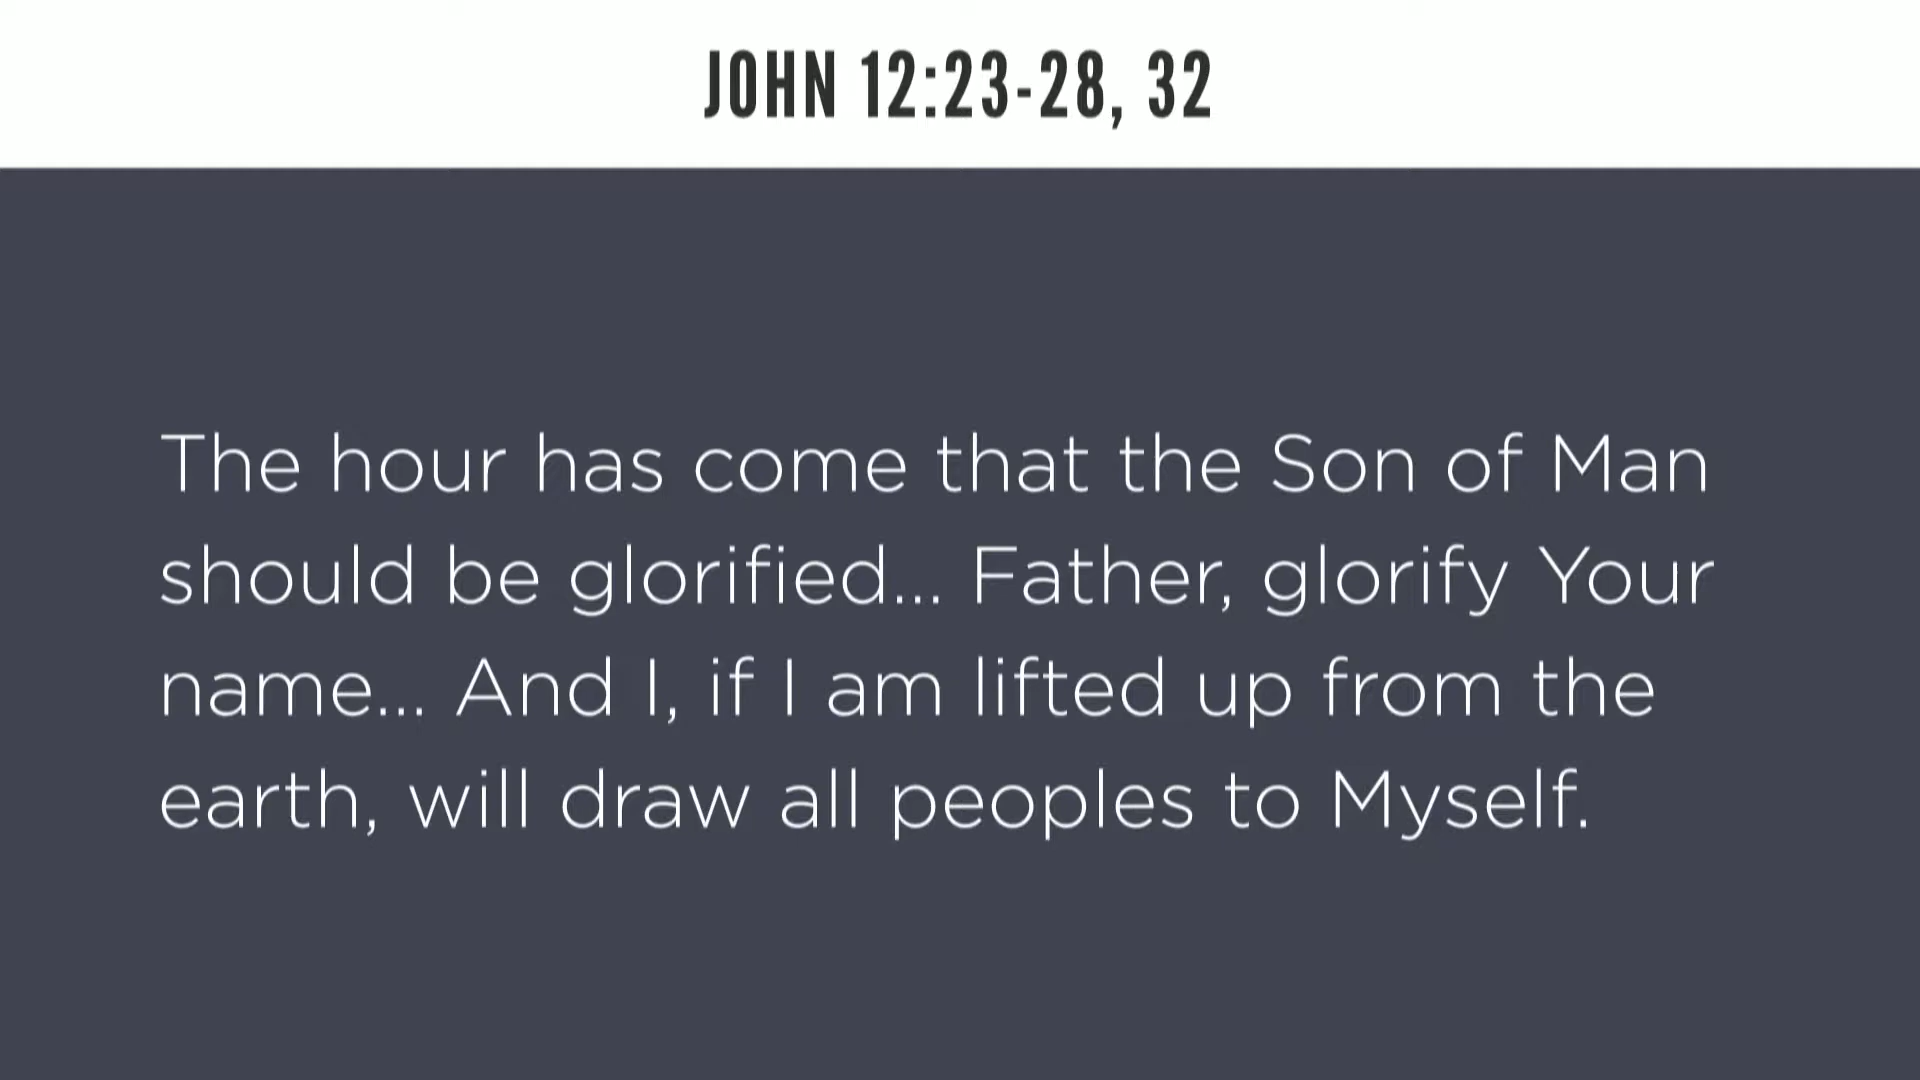 JOHN 12:23-28, 32
The hour has come that the Son of Man
should be glorified... Father, glorify Your
name... And I, if I am lifted up from the
earth, will draw all peoples to Myself.